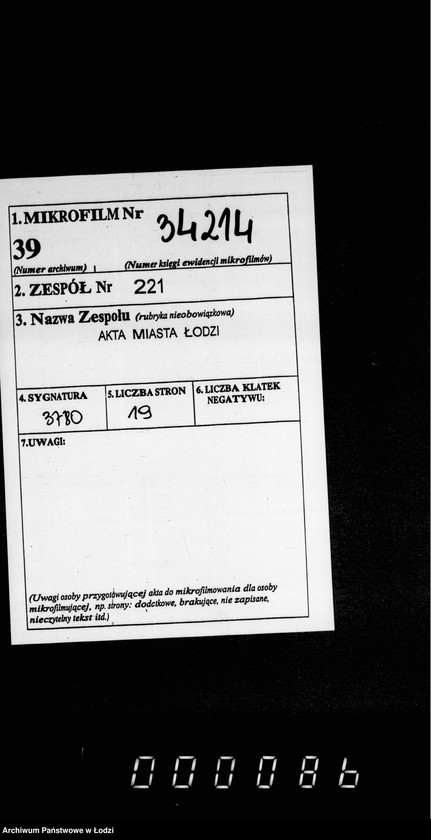 1. MIKROFILM Nr 34214
39
(Numer archiwum) (Numer księgi ewidencji mikrofilmów)
2. ZESPÓŁ Nr 221
3. Nazwa Zespołu (rubryka nieobowiązkowa)
AKTA MIASTA ŁODZI
4. SYGNATURA 5. LICZBA STRON 6. LICZBA KLATEK
NEGATYWU:
3780 19
7. UWAGI:
(Uwagi osoby przygotowującej akta do mikrofilmowania dla osoby
mikrofilmującej, np. strony: dodatkowe, brakujące, nie zapisane,
nieczytelny tekst itd.)
000086
Archiwum Państwowe w Łodzi